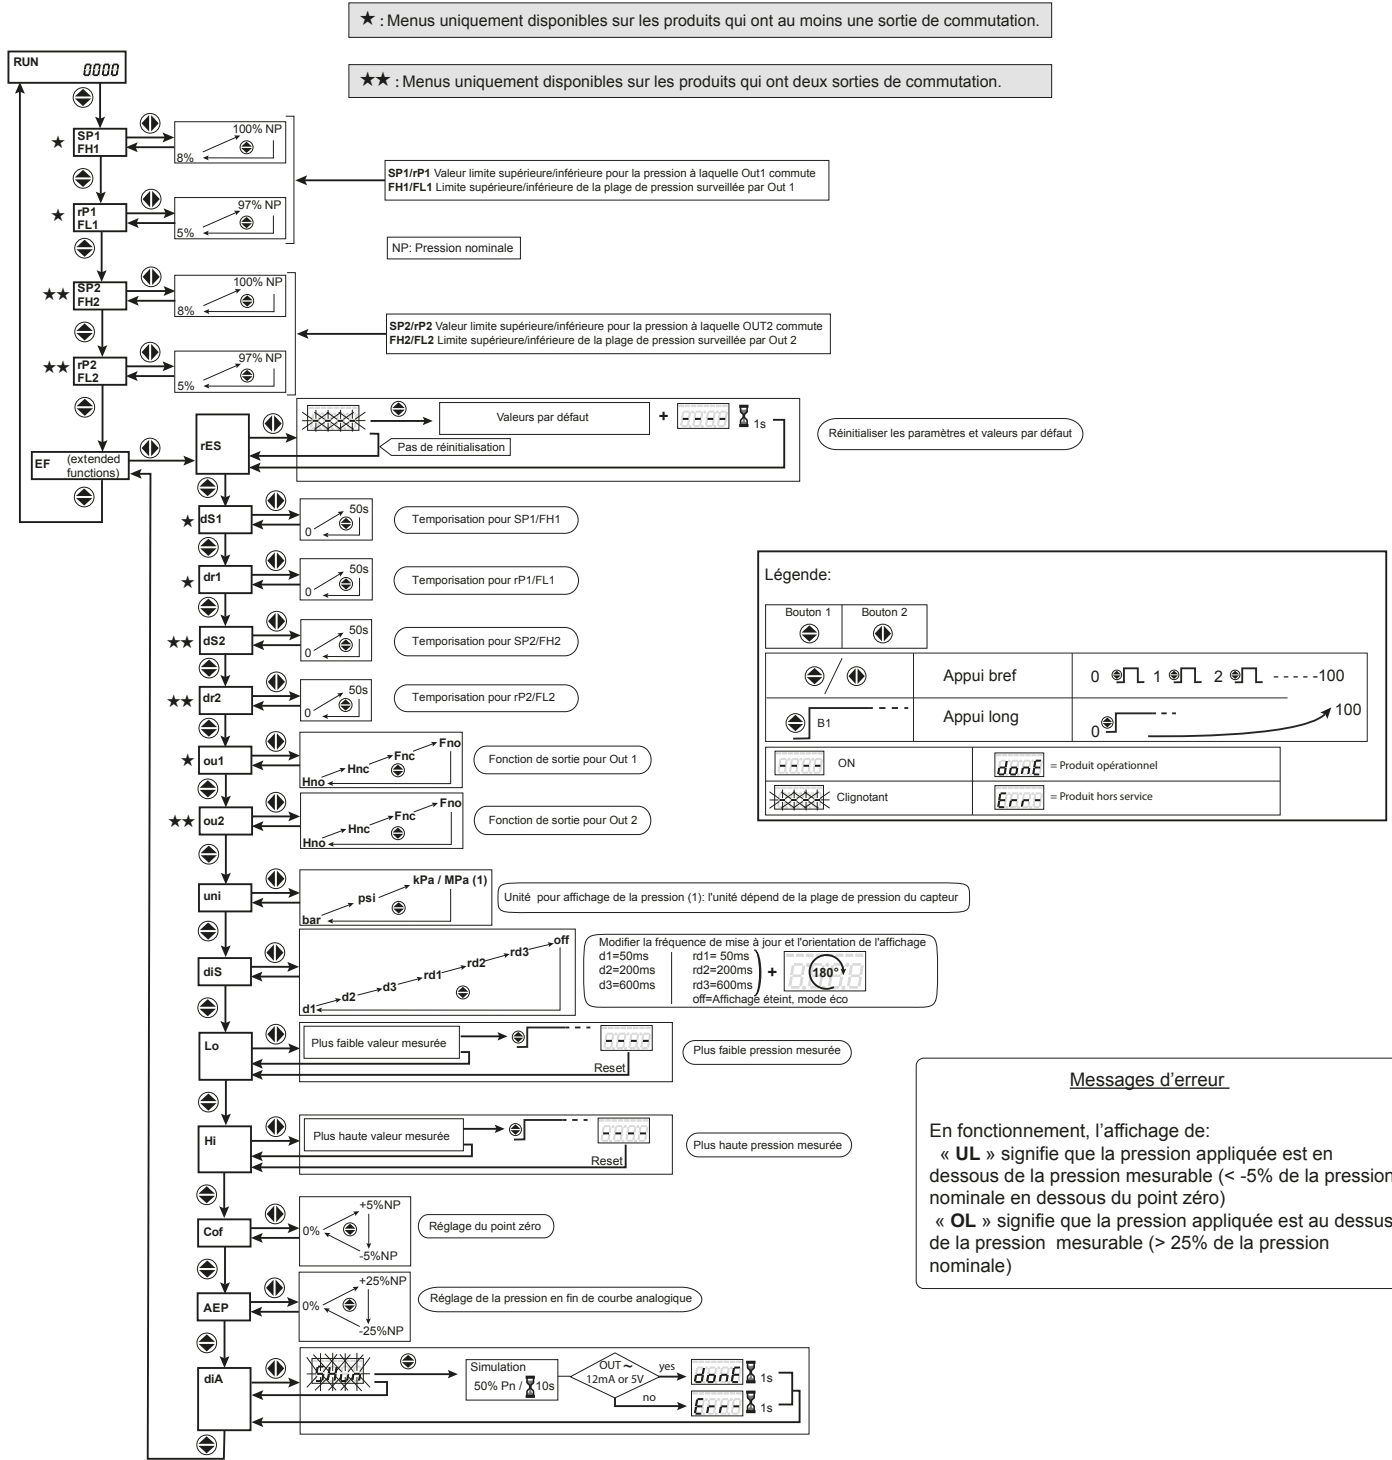 ★ : Menus uniquement disponibles sur les produits qui ont au moins une sortie de commutation.
★★ : Menus uniquement disponibles sur les produits qui ont deux sorties de commutation.
RUN 0000
★ SP1
FH1
100% NP
8%
★ rP1
FL1
97% NP
5%
SP1/rP1 Valeur limite supérieure/inférieure pour la pression à laquelle Out1 commute
FH1/FL1 Limite supérieure/inférieure de la plage de pression surveillée par Out 1
NP: Pression nominale
★★ SP2
FH2
100% NP
8%
★★ rP2
FL2
97% NP
5%
SP2/rP2 Valeur limite supérieure/inférieure pour la pression à laquelle OUT2 commute
FH2/FL2 Limite supérieure/inférieure de la plage de pression surveillée par Out 2
EF (extended
functions)
rES
Valeurs par défaut + - - - - 1s
Pas de réinitialisation
Réinitialiser les paramètres et valeurs par défaut
★ dS1
50s
0
Temporisation pour SP1/FH1
★ dr1
50s
0
Temporisation pour rP1/FL1
★★ dS2
50s
0
Temporisation pour SP2/FH2
★★ dr2
50s
0
Temporisation pour rP2/FL2
★ ou1
Hno Hnc Fnc Fno
Fonction de sortie pour Out 1
★★ ou2
Hno Hnc Fnc Fno
Fonction de sortie pour Out 2
uni
bar psi kPa / MPa (1)
Unité pour affichage de la pression (1): l'unité dépend de la plage de pression du capteur
diS
d1 d2 d3 rd1 rd2 rd3 off
Modifier la fréquence de mise à jour et l'orientation de l'affichage
d1=50ms rd1= 50ms
d2=200ms rd2=200ms + 180°
d3=600ms rd3=600ms
off=Affichage éteint, mode éco
Lo
Plus faible valeur mesurée - - - -
Reset
Plus faible pression mesurée
Hi
Plus haute valeur mesurée - - - -
Reset
Plus haute pression mesurée
Cof
+5%NP
0%
-5%NP
Réglage du point zéro
AEP
+25%NP
0%
-25%NP
Réglage de la pression en fin de courbe analogique
diA
Simulation
50% Pn / 10s
OUT ~
12mA or 5V
yes donE 1s
no Err- 1s
Légende:
Bouton 1 Bouton 2
/ Appui bref 0 1 2 - - - - -100
B1 Appui long 0 100
- - - - ON donE = Produit opérationnel
Clignotant Err- = Produit hors service
Messages d’erreur
En fonctionnement, l’affichage de:
« UL » signifie que la pression appliquée est en
dessous de la pression mesurable (< -5% de la pression
nominale en dessous du point zéro)
« OL » signifie que la pression appliquée est au dessus
de la pression mesurable (> 25% de la pression
nominale)